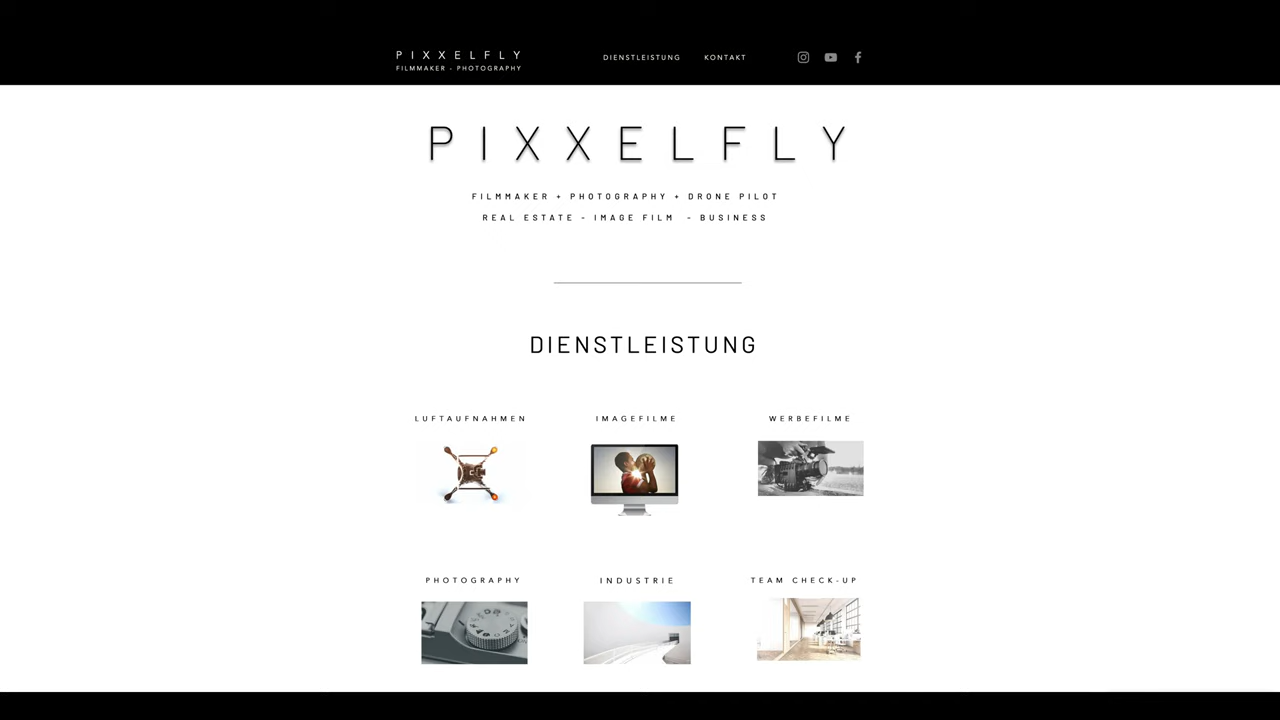 PIXXELFLY
FILMMAKER - PHOTOGRAPHY
DIENSTLEISTUNG KONTAKT
PIXXELFLY
FILMMAKER + PHOTOGRAPHY + DRONE PILOT
REAL ESTATE - IMAGE FILM - BUSINESS
DIENSTLEISTUNG
LUFTAUFNAHMEN IMAGEFILME WERBEFILME
PHOTOGRAPHY INDUSTRIE TEAM CHECK-UP